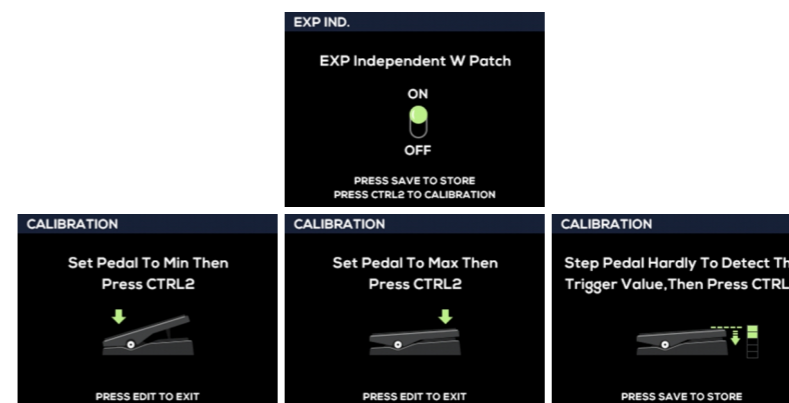 EXP IND.
EXP Independent W Patch
ON
OFF
PRESS SAVE TO STORE
PRESS CTRL2 TO CALIBRATION
CALIBRATION
Set Pedal To Min Then
Press CTRL2
PRESS EDIT TO EXIT
CALIBRATION
Set Pedal To Max Then
Press CTRL2
PRESS EDIT TO EXIT
CALIBRATION
Step Pedal Hardly To Detect Th
Trigger Value,Then Press CTRL
PRESS SAVE TO STORE